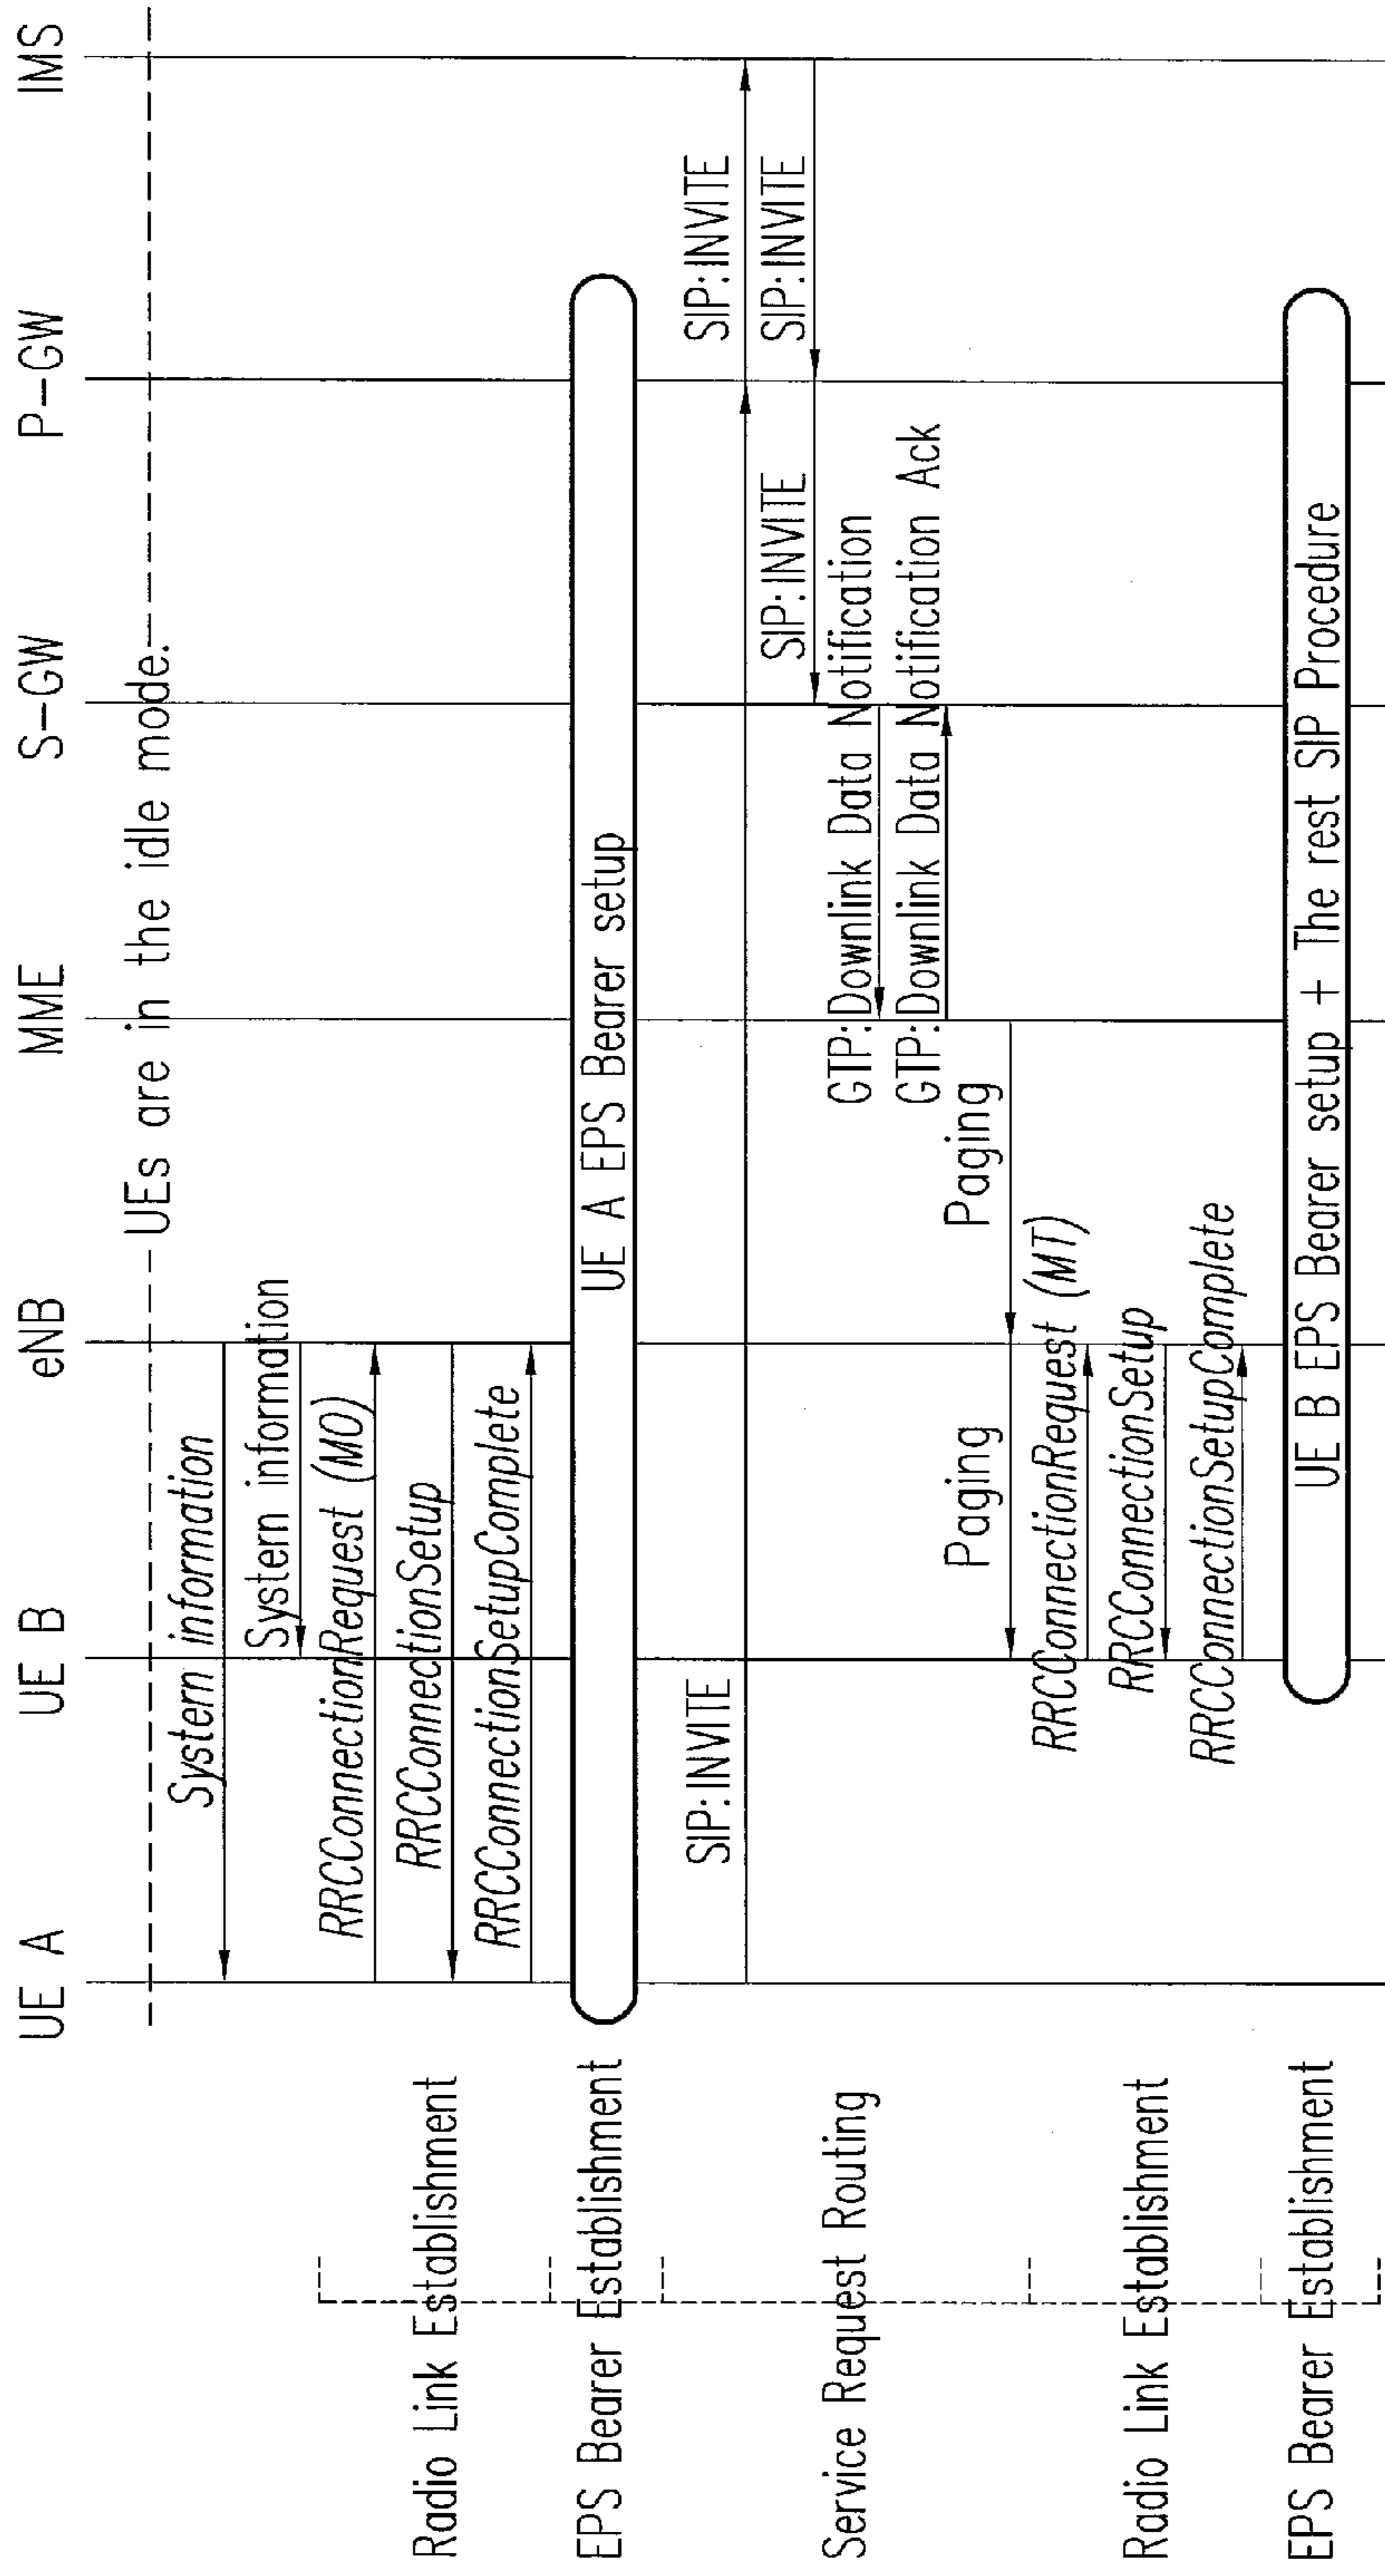 UE A
UE B
eNB
MME
S-GW
P-GW
IMS
UEs are in the idle mode.
System information
System information
RRCConnectionRequest (MO)
Radio Link Establishment
RRCConnectionSetup
RRCConnectionSetupComplete
EPS Bearer Establishment
UE A EPS Bearer setup
SIP:INVITE
SIP:INVITE
SIP:INVITE
SIP:INVITE
Service Request Routing
GTP:Downlink Data Notification
GTP:Downlink Data Notification Ack
Paging
Paging
RRCConnectionRequest (MT)
Radio Link Establishment
RRCConnectionSetup
RRCConnectionSetupComplete
EPS Bearer Establishment
UE B EPS Bearer setup + The rest SIP Procedure